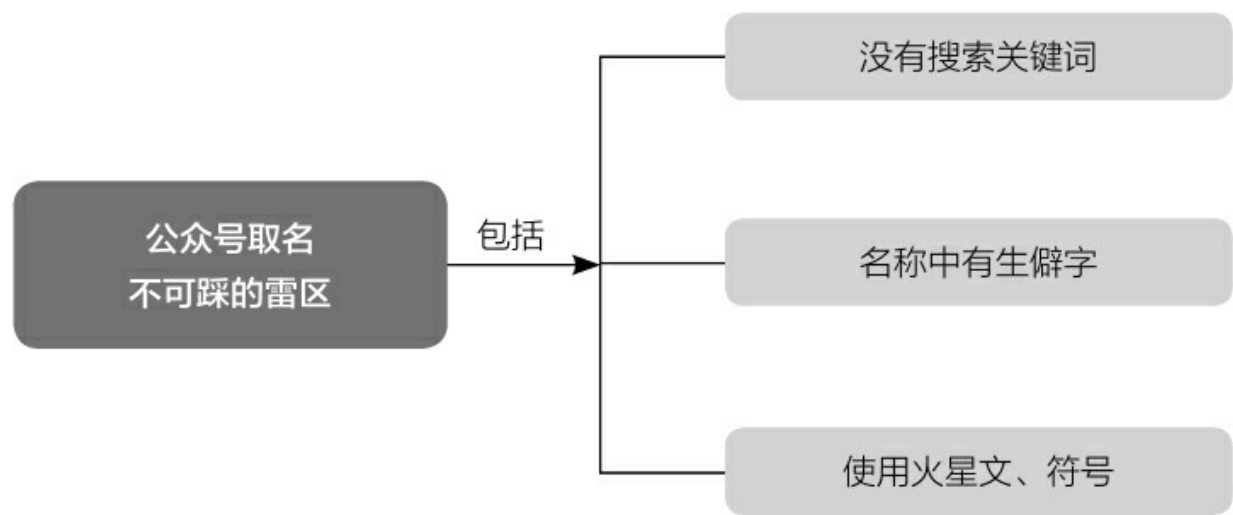 公众号取名
不可踩的雷区
包括
没有搜索关键词
名称中有生僻字
使用火星文、符号